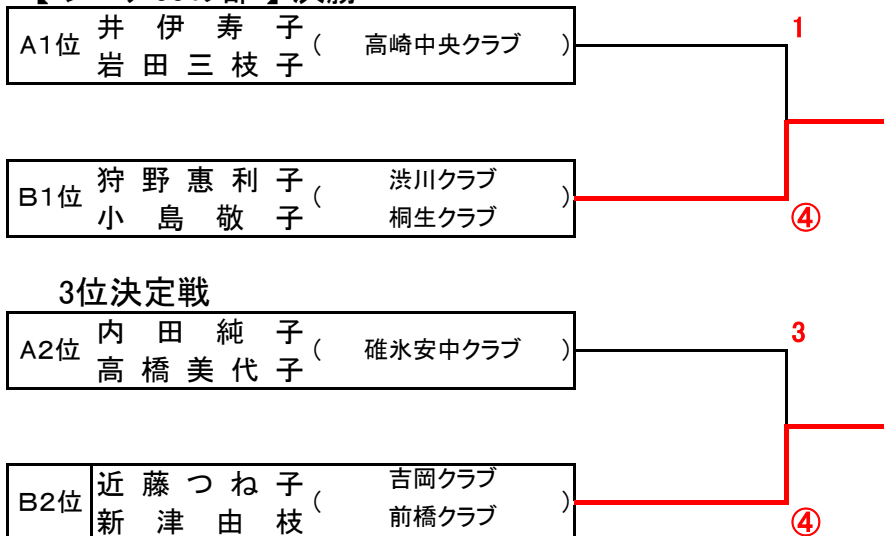 決勝
A1位 井伊寿子 ( 高崎中央クラブ ) 1
岩田三枝子
B1位 狩野惠利子 ( 渋川クラブ )
小島敬子 桐生クラブ ④
3位決定戦
A2位 内田純子 ( 碓氷安中クラブ ) 3
高橋美代子
B2位 近藤つね子 ( 吉岡クラブ )
新津由枝 前橋クラブ ④